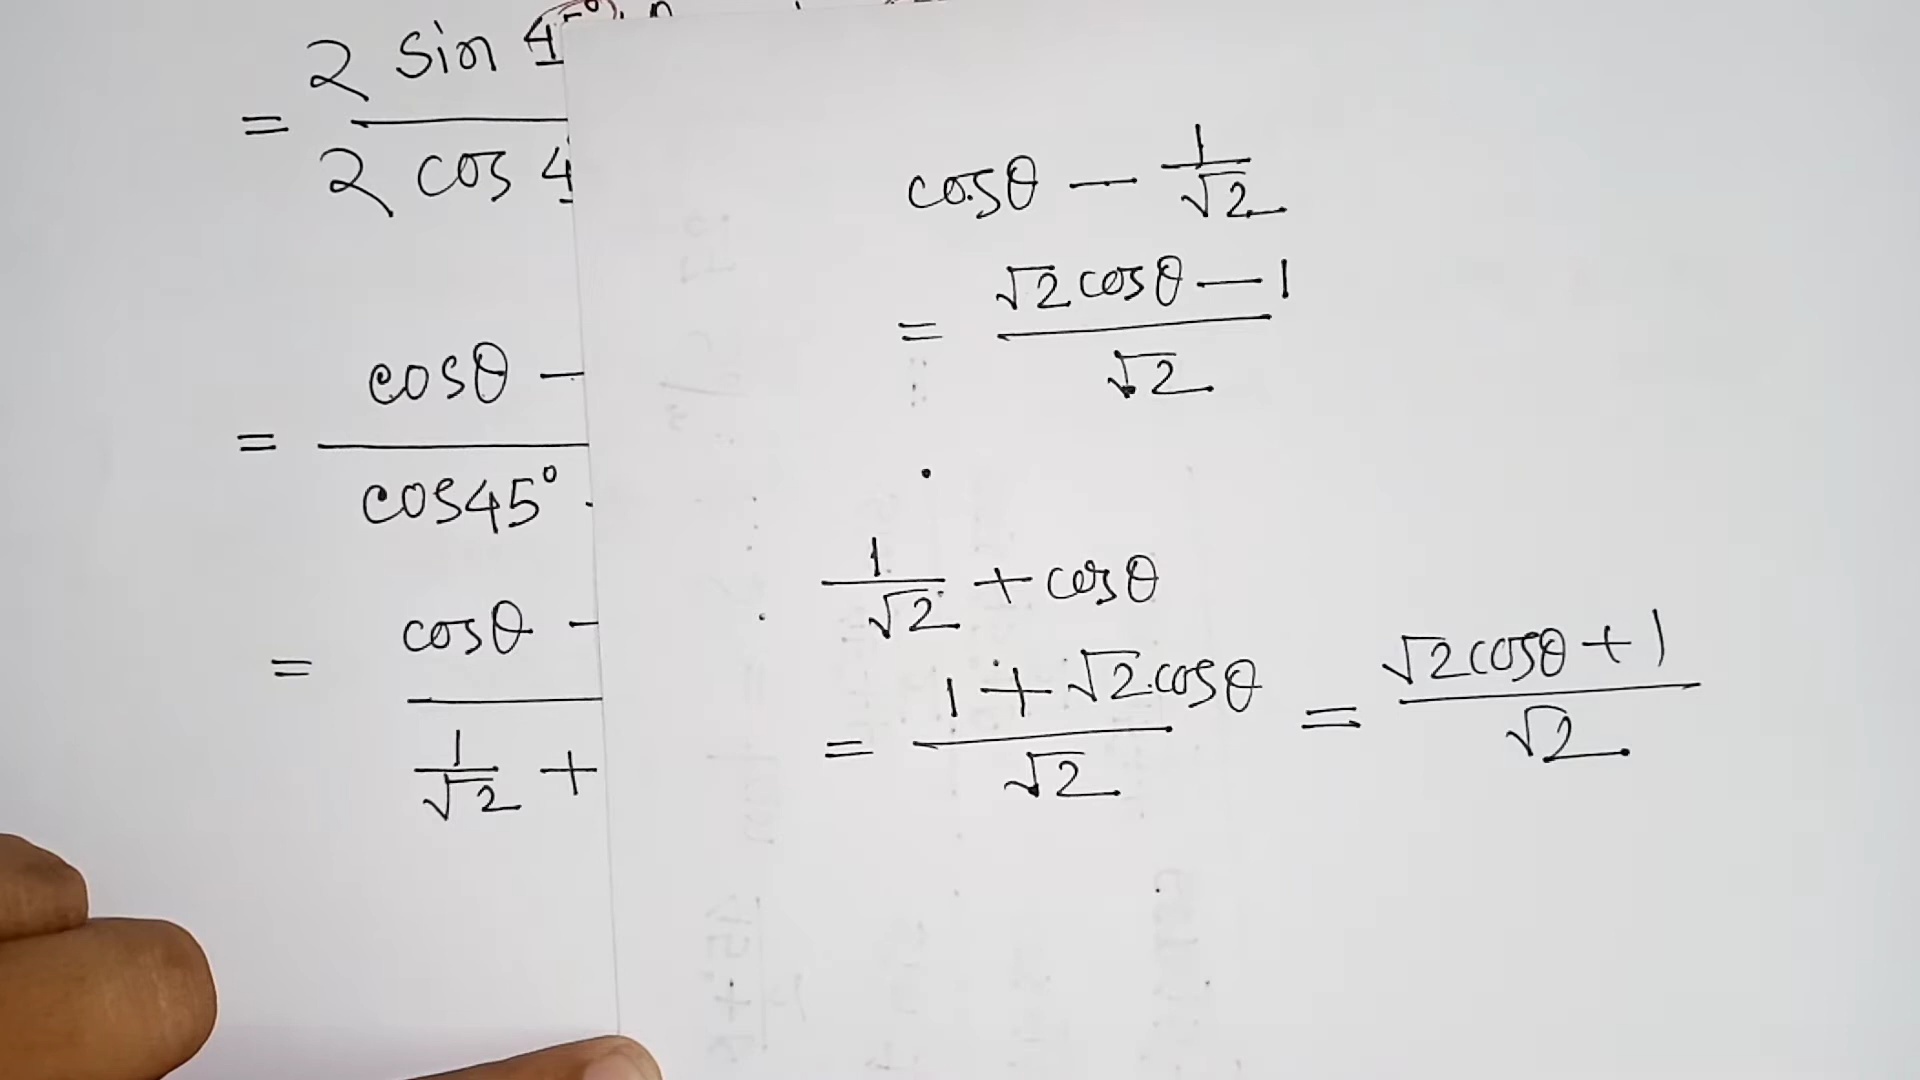 2 sin 4
=
2 cos 4
cosθ −
=
cos45°
cosθ −
=
1/√2 +
cosθ − 1/√2
= (√2 cosθ − 1)/√2
1/√2 + cosθ
= (1 + √2 cosθ)/√2 = (√2 cosθ + 1)/√2